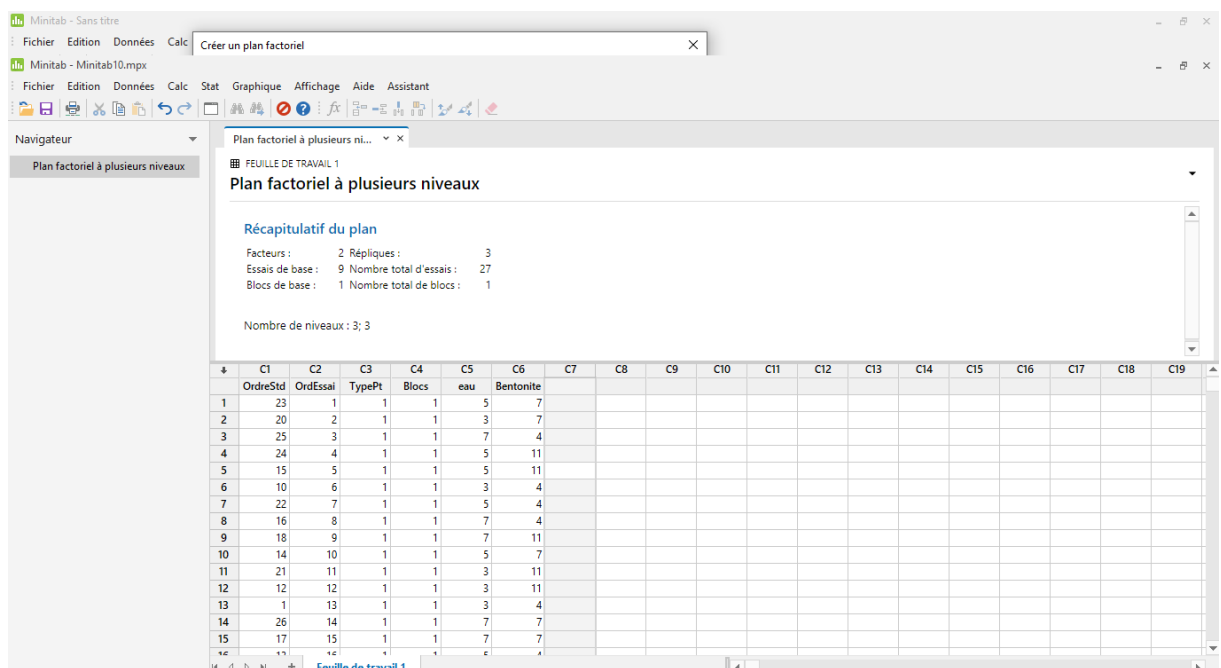 Minitab - Sans titre
Fichier Edition Données Calc Créer un plan factoriel
Minitab - Minitab10.mpx
Fichier Edition Données Calc Stat Graphique Affichage Aide Assistant
Navigateur
Plan factoriel à plusieurs niveaux
Plan factoriel à plusieurs ni...
FEUILLE DE TRAVAIL 1
Plan factoriel à plusieurs niveaux
Récapitulatif du plan
Facteurs : 2 Répliques : 3
Essais de base : 9 Nombre total d'essais : 27
Blocs de base : 1 Nombre total de blocs : 1
Nombre de niveaux : 3; 3
C1 C2 C3 C4 C5 C6 C7 C8 C9 C10 C11 C12 C13 C14 C15 C16 C17 C18 C19
OrdreStd OrdEssai TypePt Blocs eau Bentonite
1 23 1 1 1 5 7
2 20 2 1 1 3 7
3 25 3 1 1 7 4
4 24 4 1 1 5 11
5 15 5 1 1 5 11
6 10 6 1 1 3 4
7 22 7 1 1 5 4
8 16 8 1 1 7 4
9 18 9 1 1 7 11
10 14 10 1 1 5 7
11 21 11 1 1 3 11
12 12 12 1 1 3 11
13 1 13 1 1 3 4
14 26 14 1 1 7 7
15 17 15 1 1 7 7
16 13 16 1 1 5 4
Feuille de travail 1